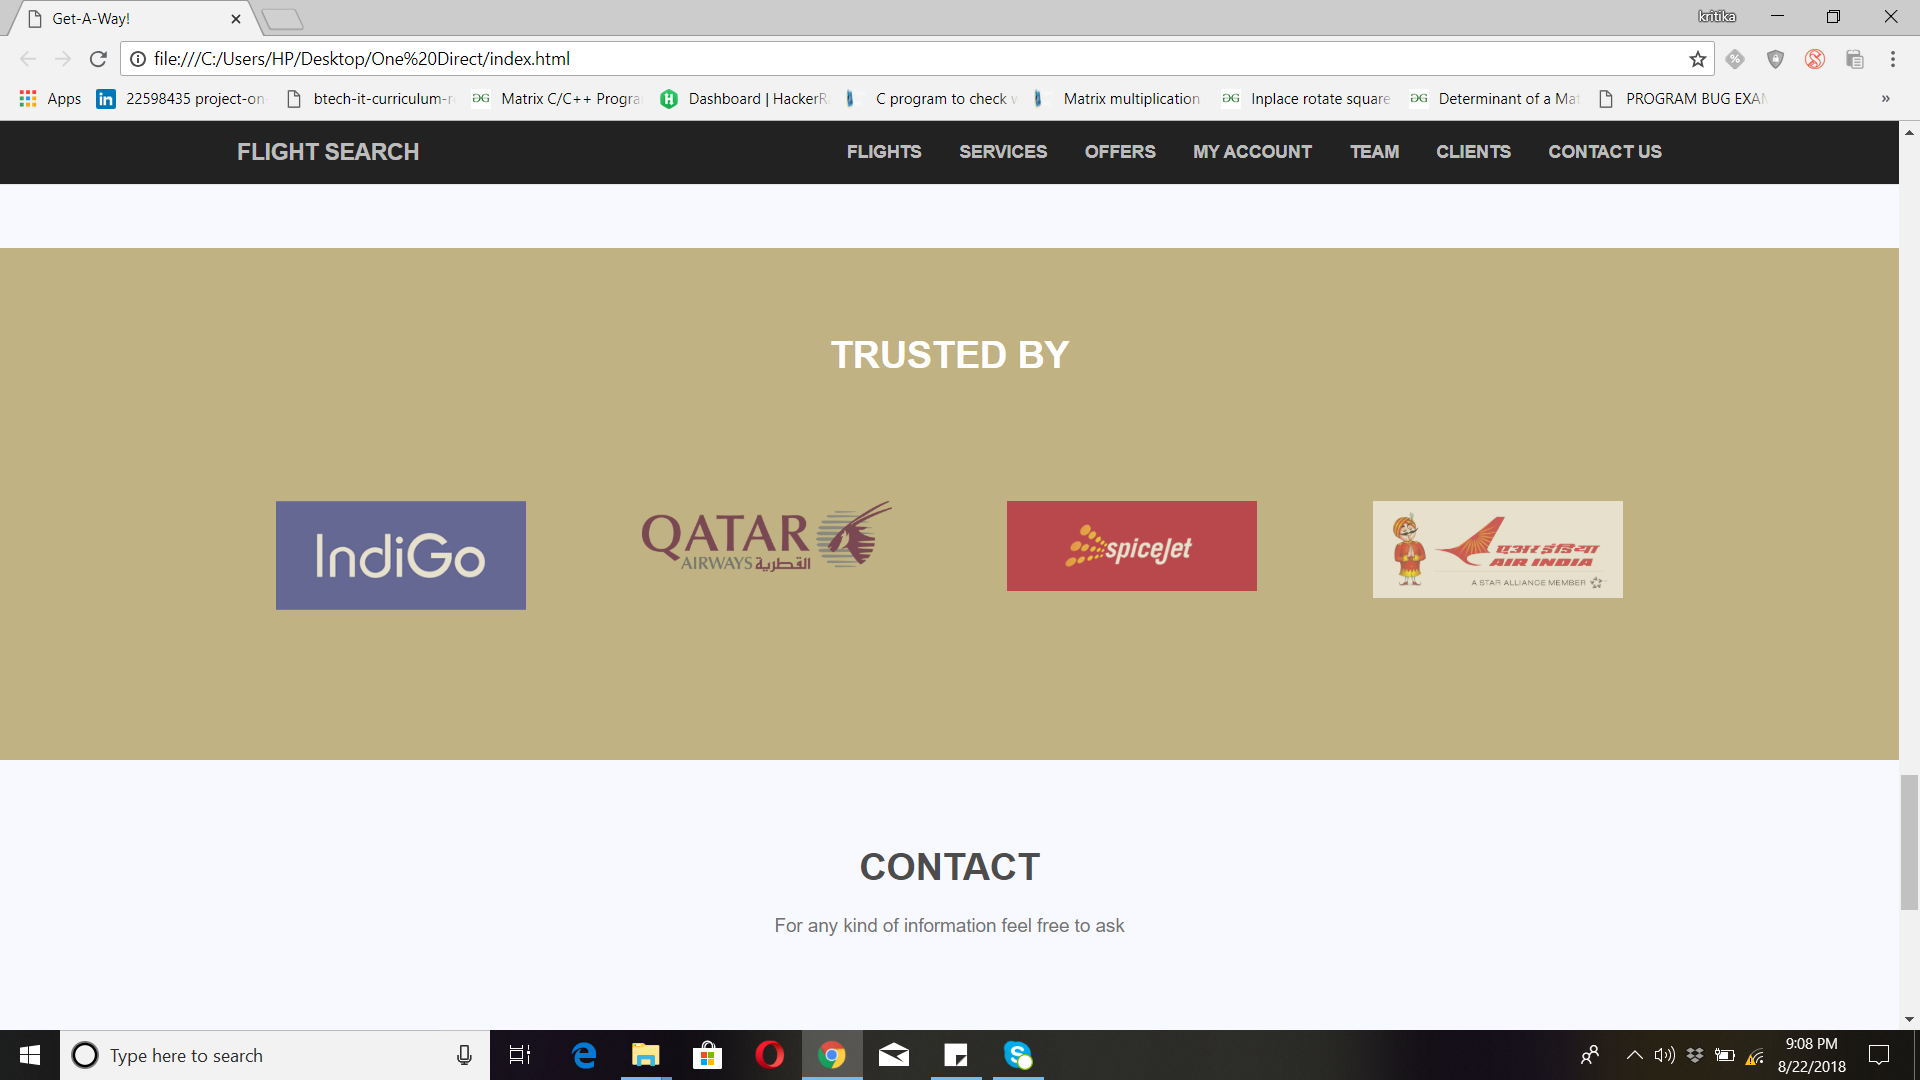 Get-A-Way!
kritika
file:///C:/Users/HP/Desktop/One%20Direct/index.html
Apps
22598435 project-on
btech-it-curriculum-r
Matrix C/C++ Progra
Dashboard | HackerR
C program to check
Matrix multiplication
Inplace rotate square
Determinant of a Mat
PROGRAM BUG EXAM
FLIGHT SEARCH
FLIGHTS
SERVICES
OFFERS
MY ACCOUNT
TEAM
CLIENTS
CONTACT US
TRUSTED BY
IndiGo
QATAR
AIRWAYS القطرية
spiceJet
एअर इंडिया
AIR INDIA
A STAR ALLIANCE MEMBER
CONTACT
For any kind of information feel free to ask
Type here to search
9:08 PM
8/22/2018